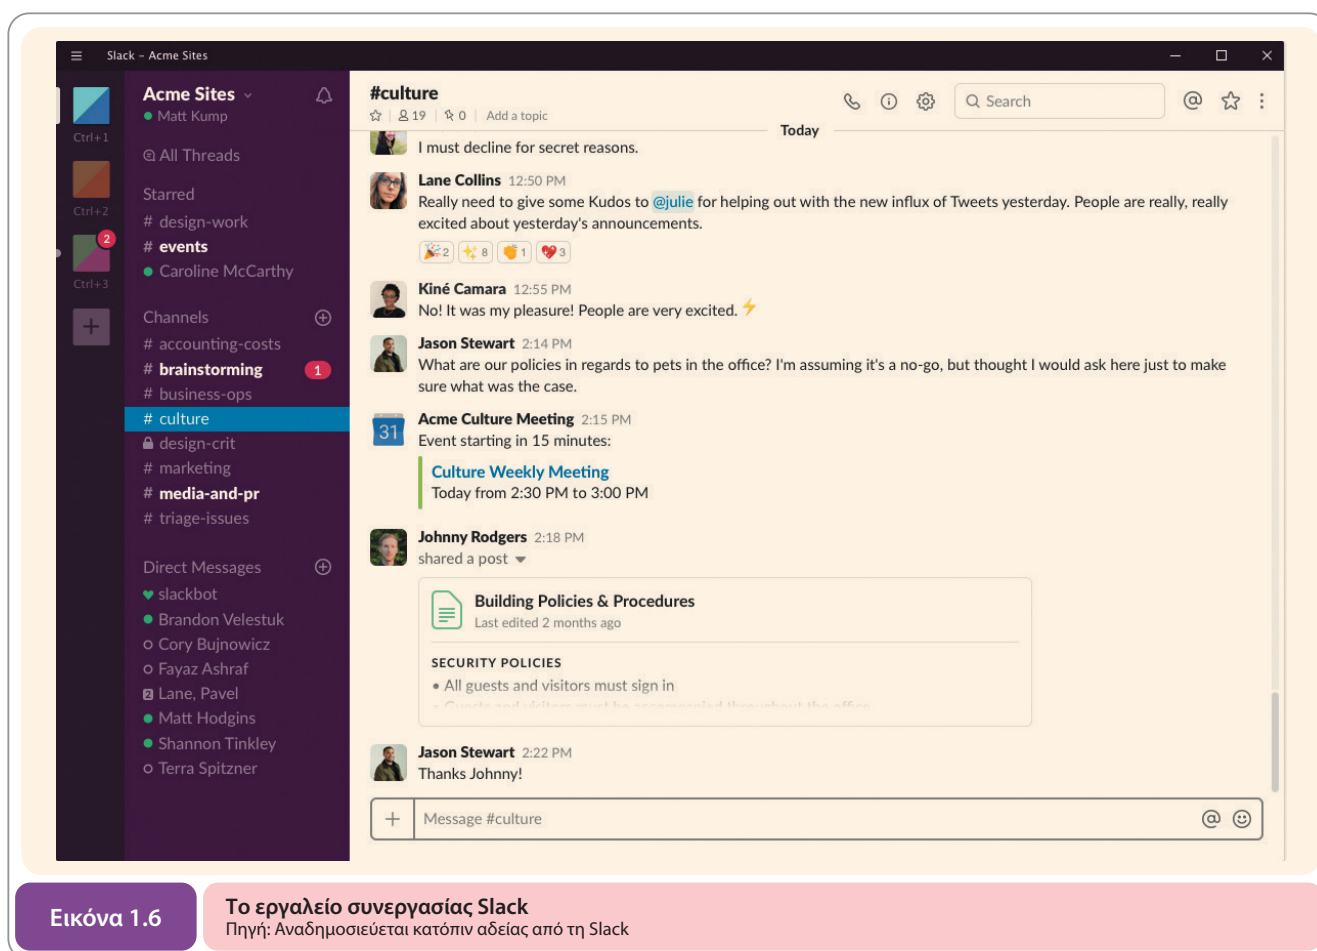 Slack – Acme Sites
Ctrl+1
Ctrl+2
2
Ctrl+3
Acme Sites
Matt Kump
All Threads
Starred
# design-work
# events
Caroline McCarthy
Channels
# accounting-costs
# brainstorming 1
# business-ops
# culture
design-crit
# marketing
# media-and-pr
# triage-issues
Direct Messages
slackbot
Brandon Velestuk
Cory Bujnowicz
Fayaz Ashraf
2 Lane, Pavel
Matt Hodgins
Shannon Tinkley
Terra Spitzner
#culture
19 | 0 | Add a topic
Search
Today
I must decline for secret reasons.
Lane Collins 12:50 PM
Really need to give some Kudos to @julie for helping out with the new influx of Tweets yesterday. People are really, really
excited about yesterday's announcements.
2 8 1 3
Kiné Camara 12:55 PM
No! It was my pleasure! People are very excited.
Jason Stewart 2:14 PM
What are our policies in regards to pets in the office? I'm assuming it's a no-go, but thought I would ask here just to make
sure what was the case.
31
Acme Culture Meeting 2:15 PM
Event starting in 15 minutes:
Culture Weekly Meeting
Today from 2:30 PM to 3:00 PM
Johnny Rodgers 2:18 PM
shared a post
Building Policies & Procedures
Last edited 2 months ago
SECURITY POLICIES
• All guests and visitors must sign in
• Guests and visitors must be accompanied throughout the office
Jason Stewart 2:22 PM
Thanks Johnny!
+ Message #culture @
Εικόνα 1.6
Το εργαλείο συνεργασίας Slack
Πηγή: Αναδημοσιεύεται κατόπιν αδείας από τη Slack